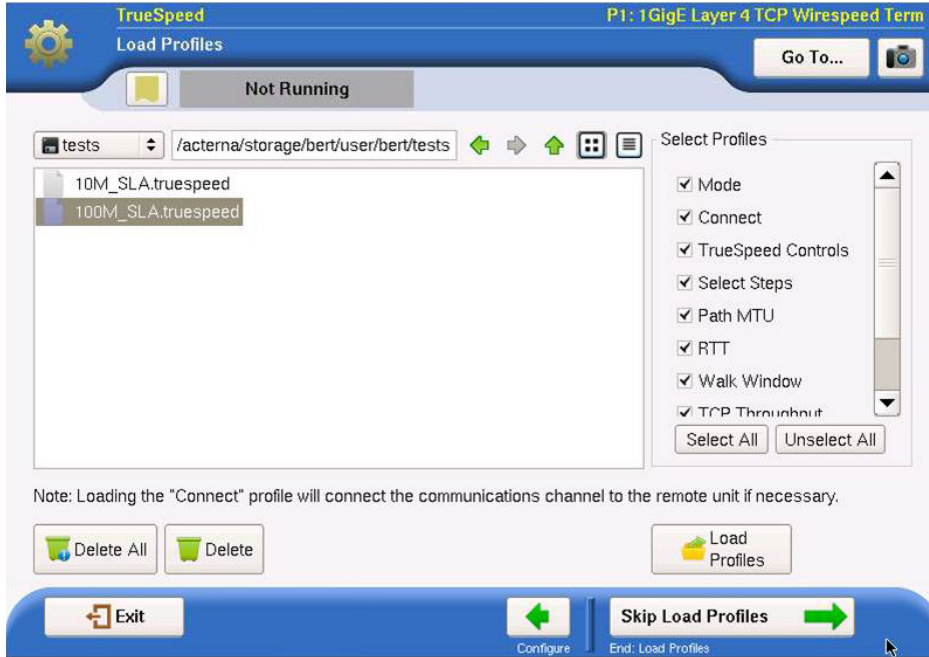 TrueSpeed
P1: 1GigE Layer 4 TCP Wirespeed Term
Load Profiles
Go To...
Not Running
tests
/acterna/storage/bert/user/bert/tests
Select Profiles
10M_SLA.truespeed
100M_SLA.truespeed
Mode
Connect
TrueSpeed Controls
Select Steps
Path MTU
RTT
Walk Window
TCP Throughput
Select All
Unselect All
Note: Loading the "Connect" profile will connect the communications channel to the remote unit if necessary.
Delete All
Delete
Load
Profiles
Exit
Configure
Skip Load Profiles
End: Load Profiles